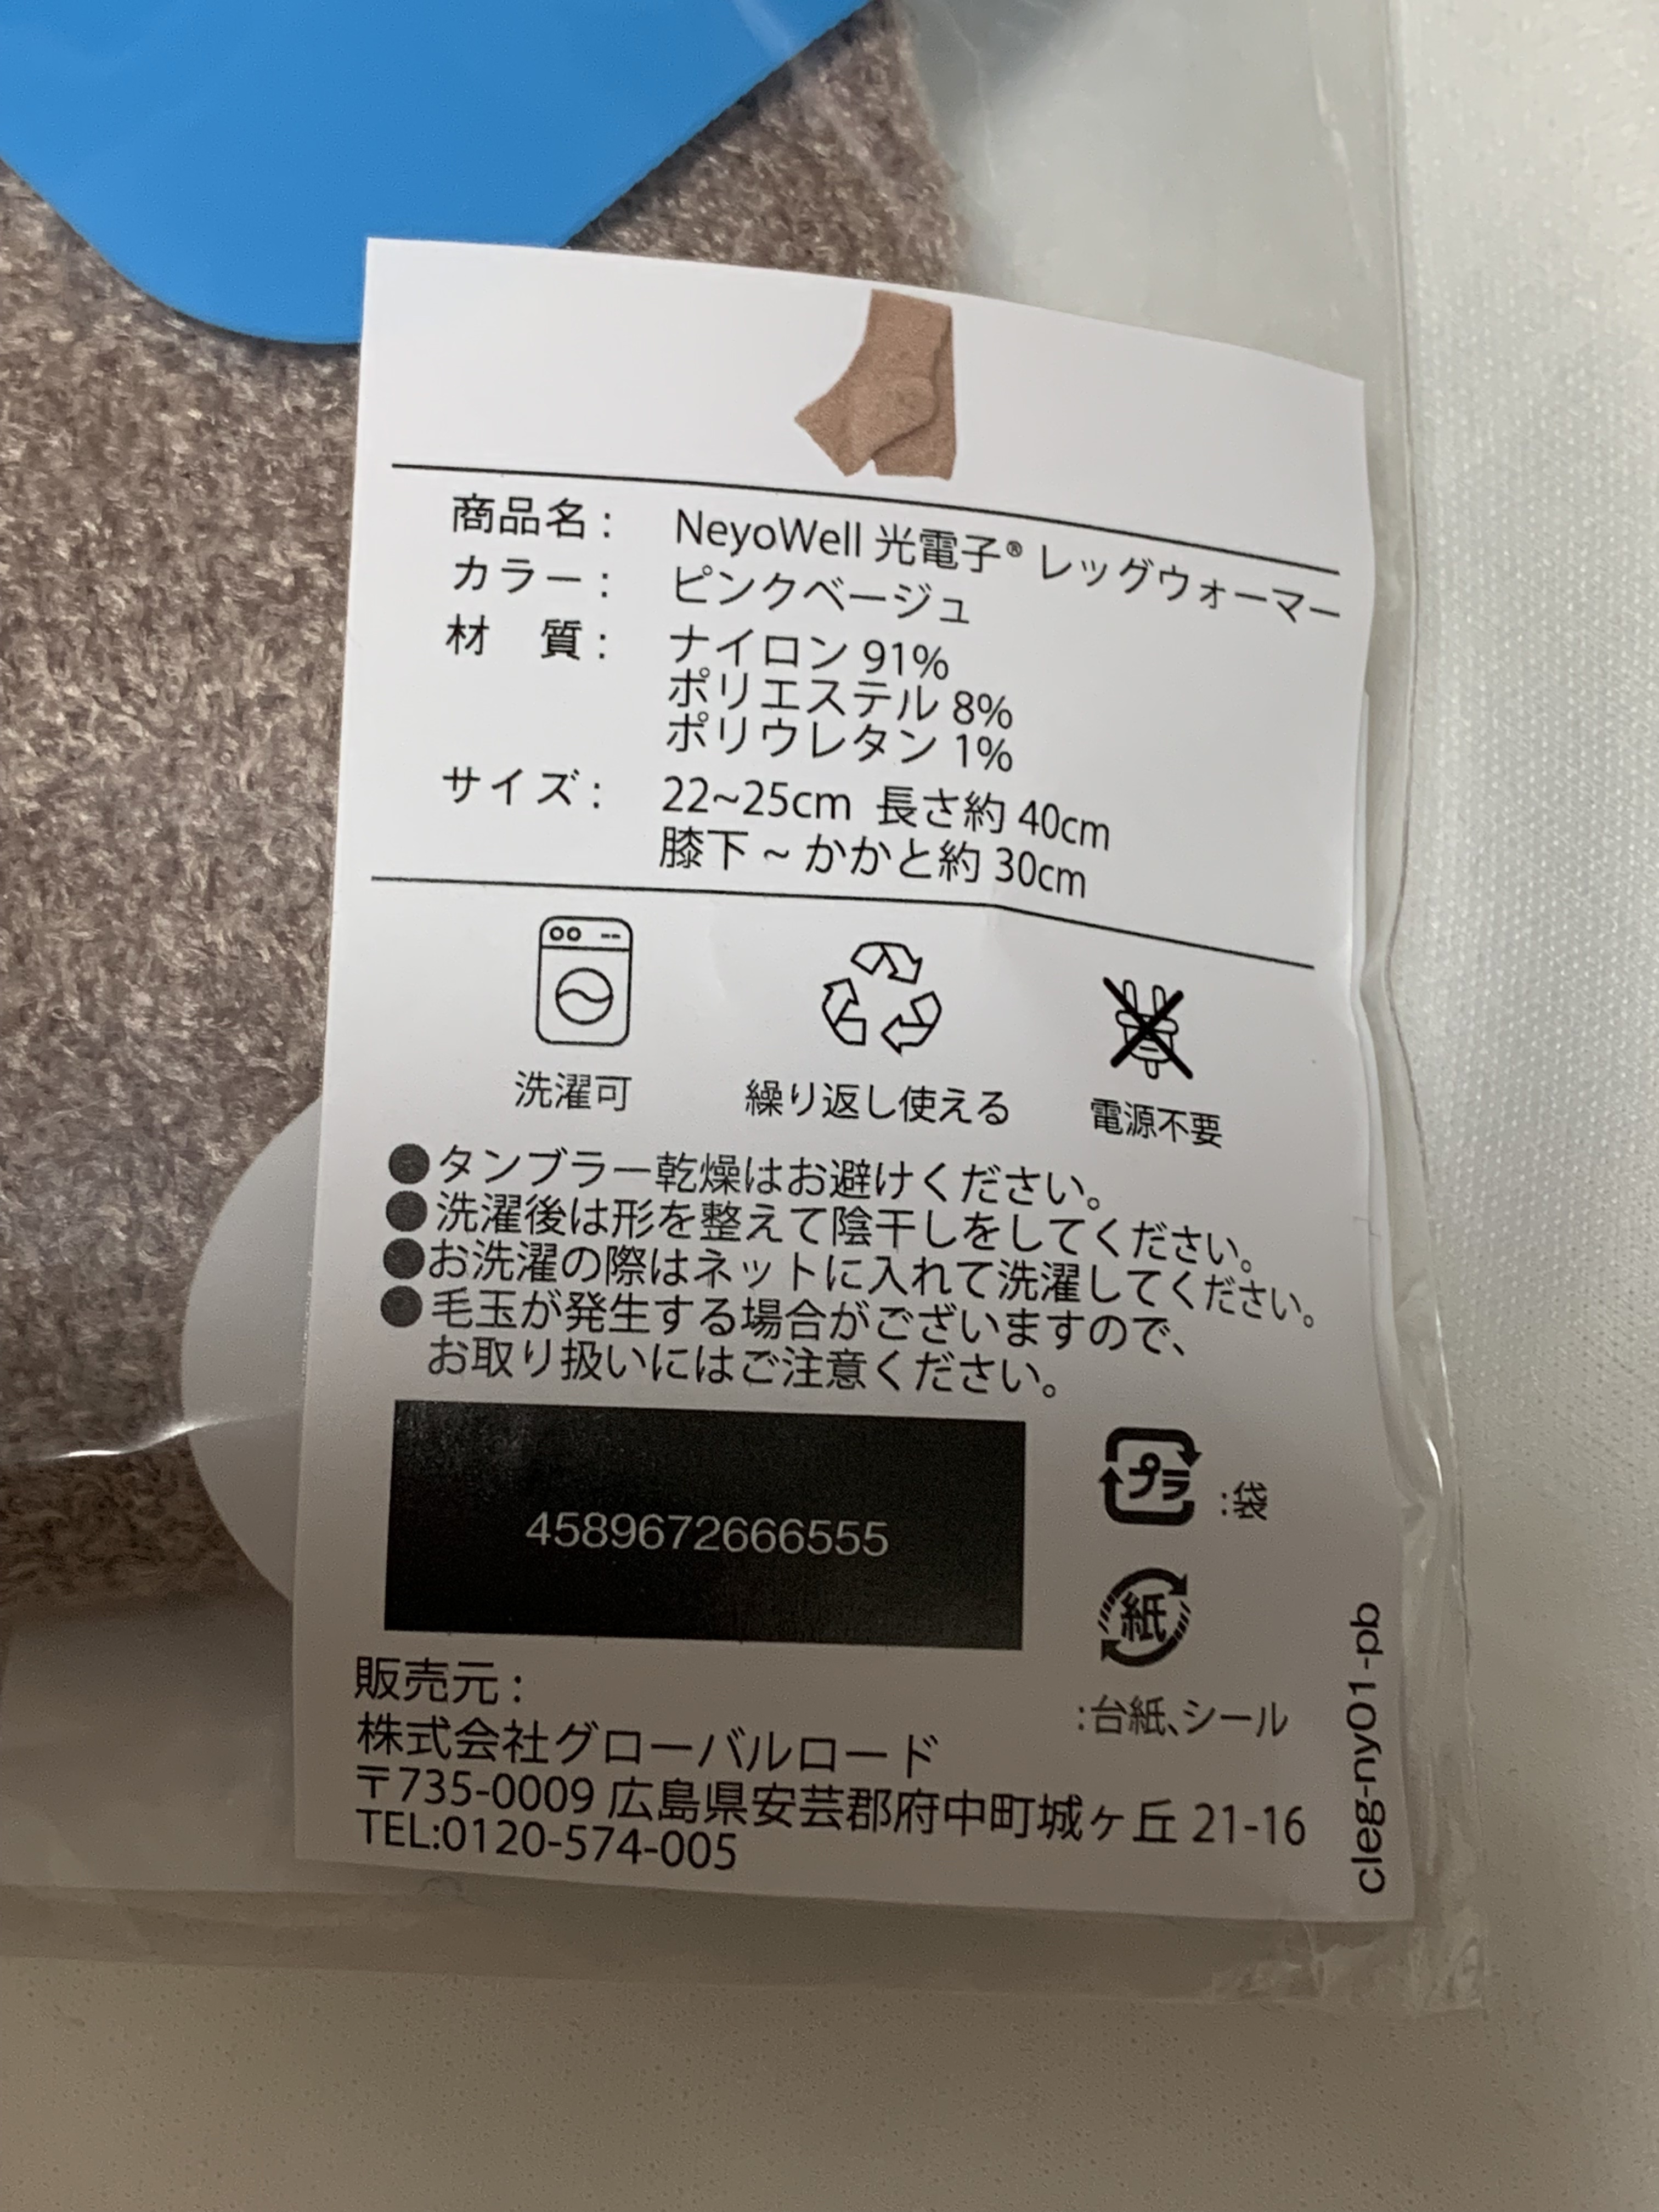 商品名： NeyoWell 光電子® レッグウォーマー
カラー： ピンクベージュ
材　質： ナイロン 91%
ポリエステル 8%
ポリウレタン 1%
サイズ： 22~25cm 長さ約 40cm
膝下 ~ かかと約 30cm
洗濯可 繰り返し使える 電源不要
●タンブラー乾燥はお避けください。
●洗濯後は形を整えて陰干しをしてください。
●お洗濯の際はネットに入れて洗濯してください。
●毛玉が発生する場合がございますので、
お取り扱いにはご注意ください。
4589672666555
プラ :袋
紙
:台紙、シール
販売元：
株式会社グローバルロード
〒735-0009 広島県安芸郡府中町城ヶ丘 21-16
TEL:0120-574-005
cleg-ny01-pb